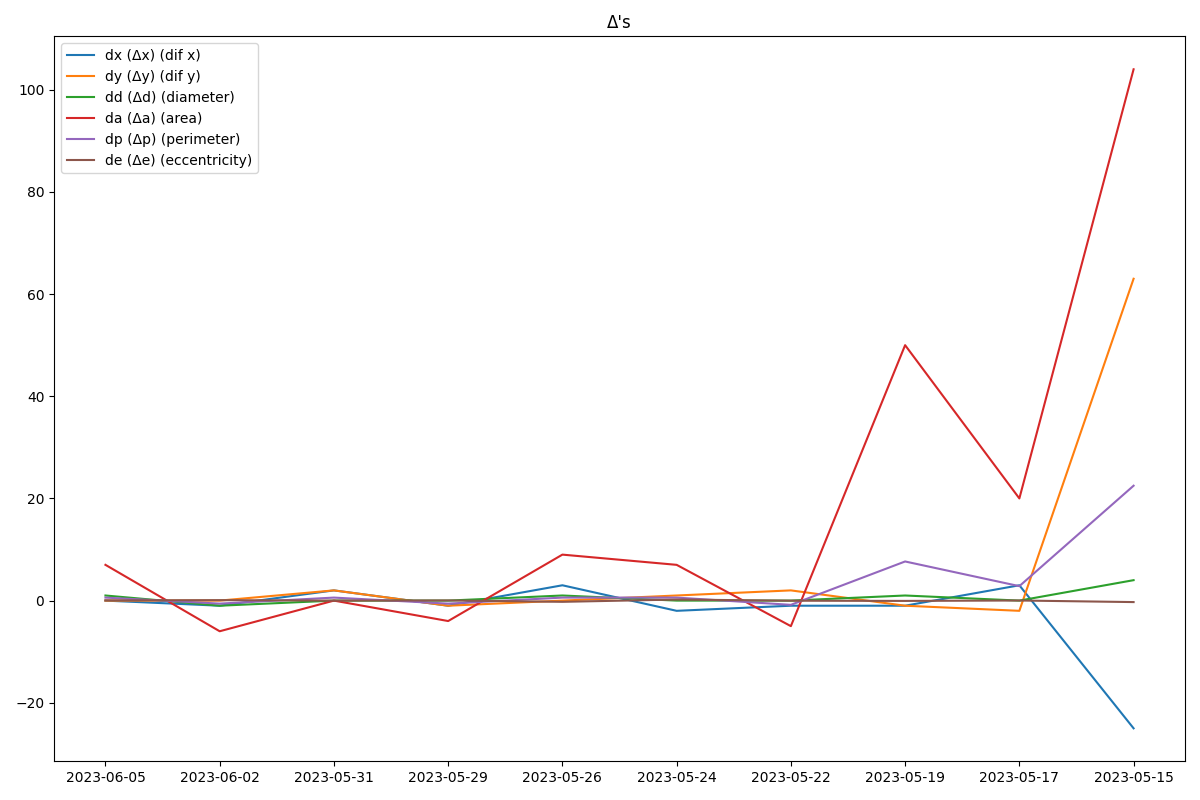 Δ's
dx (Δx) (dif x)
dy (Δy) (dif y)
dd (Δd) (diameter)
da (Δa) (area)
dp (Δp) (perimeter)
de (Δe) (eccentricity)
100
80
60
40
20
0
−20
2023-06-05 2023-06-02 2023-05-31 2023-05-29 2023-05-26 2023-05-24 2023-05-22 2023-05-19 2023-05-17 2023-05-15